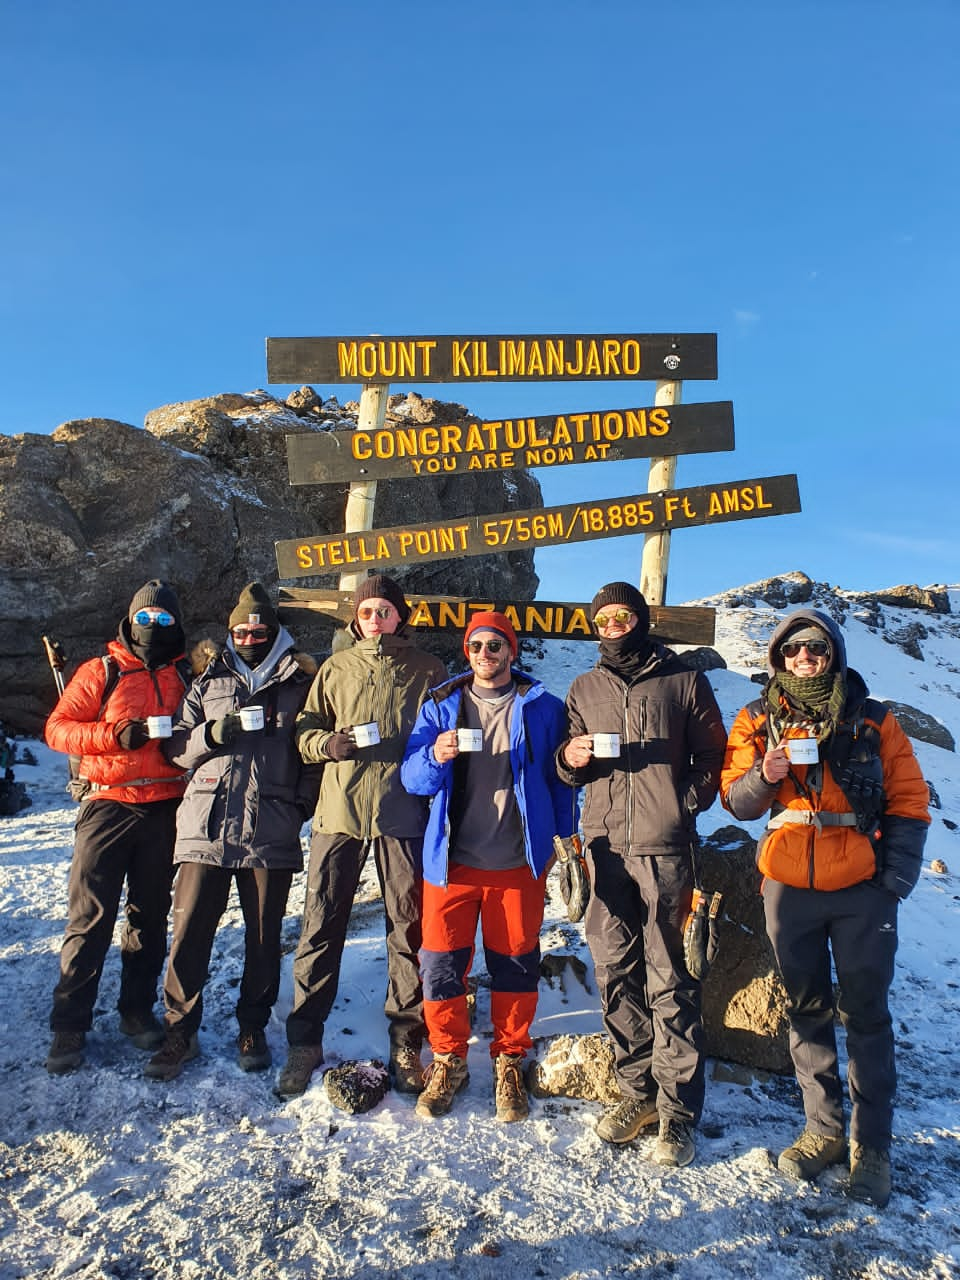 MOUNT KILIMANJARO
CONGRATULATIONS
YOU ARE NOW AT
STELLA POINT 5756M/18.885 Ft AMSL
TANZANIA